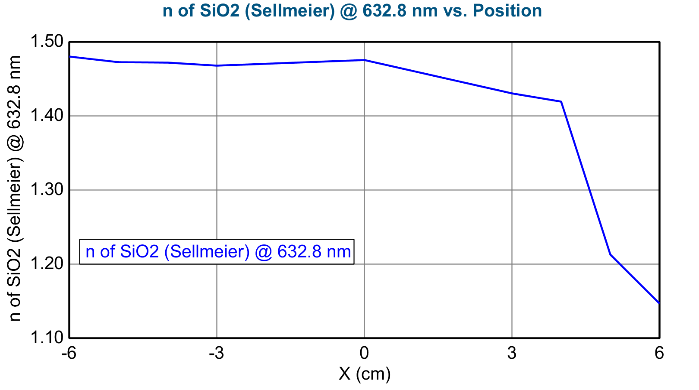 n of SiO2 (Sellmeier) @ 632.8 nm vs. Position
n of SiO2 (Sellmeier) @ 632.8 nm
1.50
1.40
1.30
1.20
1.10
n of SiO2 (Sellmeier) @ 632.8 nm
-6
-3
0
3
6
X (cm)